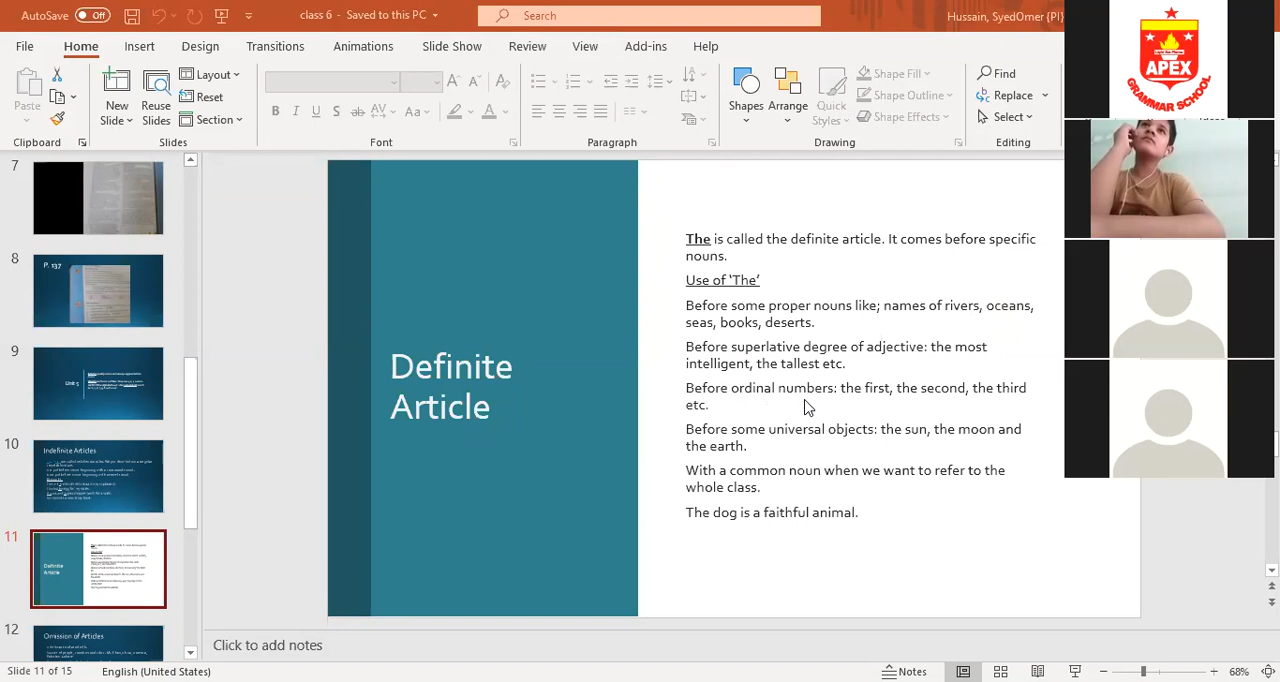 AutoSave Off class 6 - Saved to this PC Search Hussain, SyedOmer {PI}
File Home Insert Design Transitions Animations Slide Show Review View Add-ins Help
Paste New Slide Reuse Slides Layout Reset Section
Shapes Arrange Quick Styles Shape Fill Shape Outline Shape Effects Find Replace Select
Clipboard Slides Font Paragraph Drawing Editing
APEX
GRAMMAR SCHOOL
7
8
P. 137
9
Unit 5
10
Indefinite Articles
11
Definite Article
12
Omission of Articles
Definite
Article
The is called the definite article. It comes before specific
nouns.
Use of ‘The’
Before some proper nouns like; names of rivers, oceans,
seas, books, deserts.
Before superlative degree of adjective: the most
intelligent, the tallest etc.
Before ordinal numbers: the first, the second, the third
etc.
Before some universal objects: the sun, the moon and
the earth.
With a common noun when we want to refer to the
whole class.
The dog is a faithful animal.
Click to add notes
Slide 11 of 15 English (United States) Notes 68%